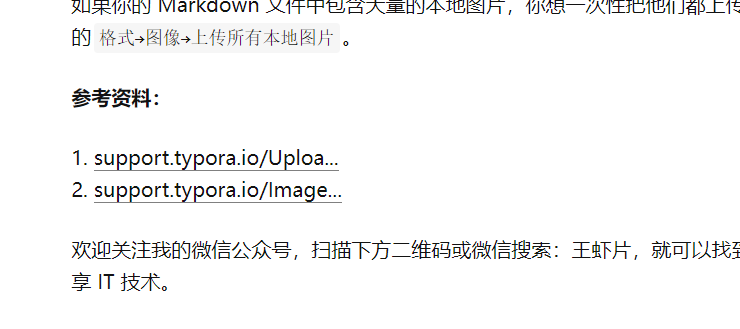 如果你的 Markdown 文件中包含大量的本地图片，你想一次性把他们都上传
的 格式→图像→上传所有本地图片 。
参考资料：
1. support.typora.io/Uploa...
2. support.typora.io/Image...
欢迎关注我的微信公众号，扫描下方二维码或微信搜索：王虾片，就可以找到
享 IT 技术。